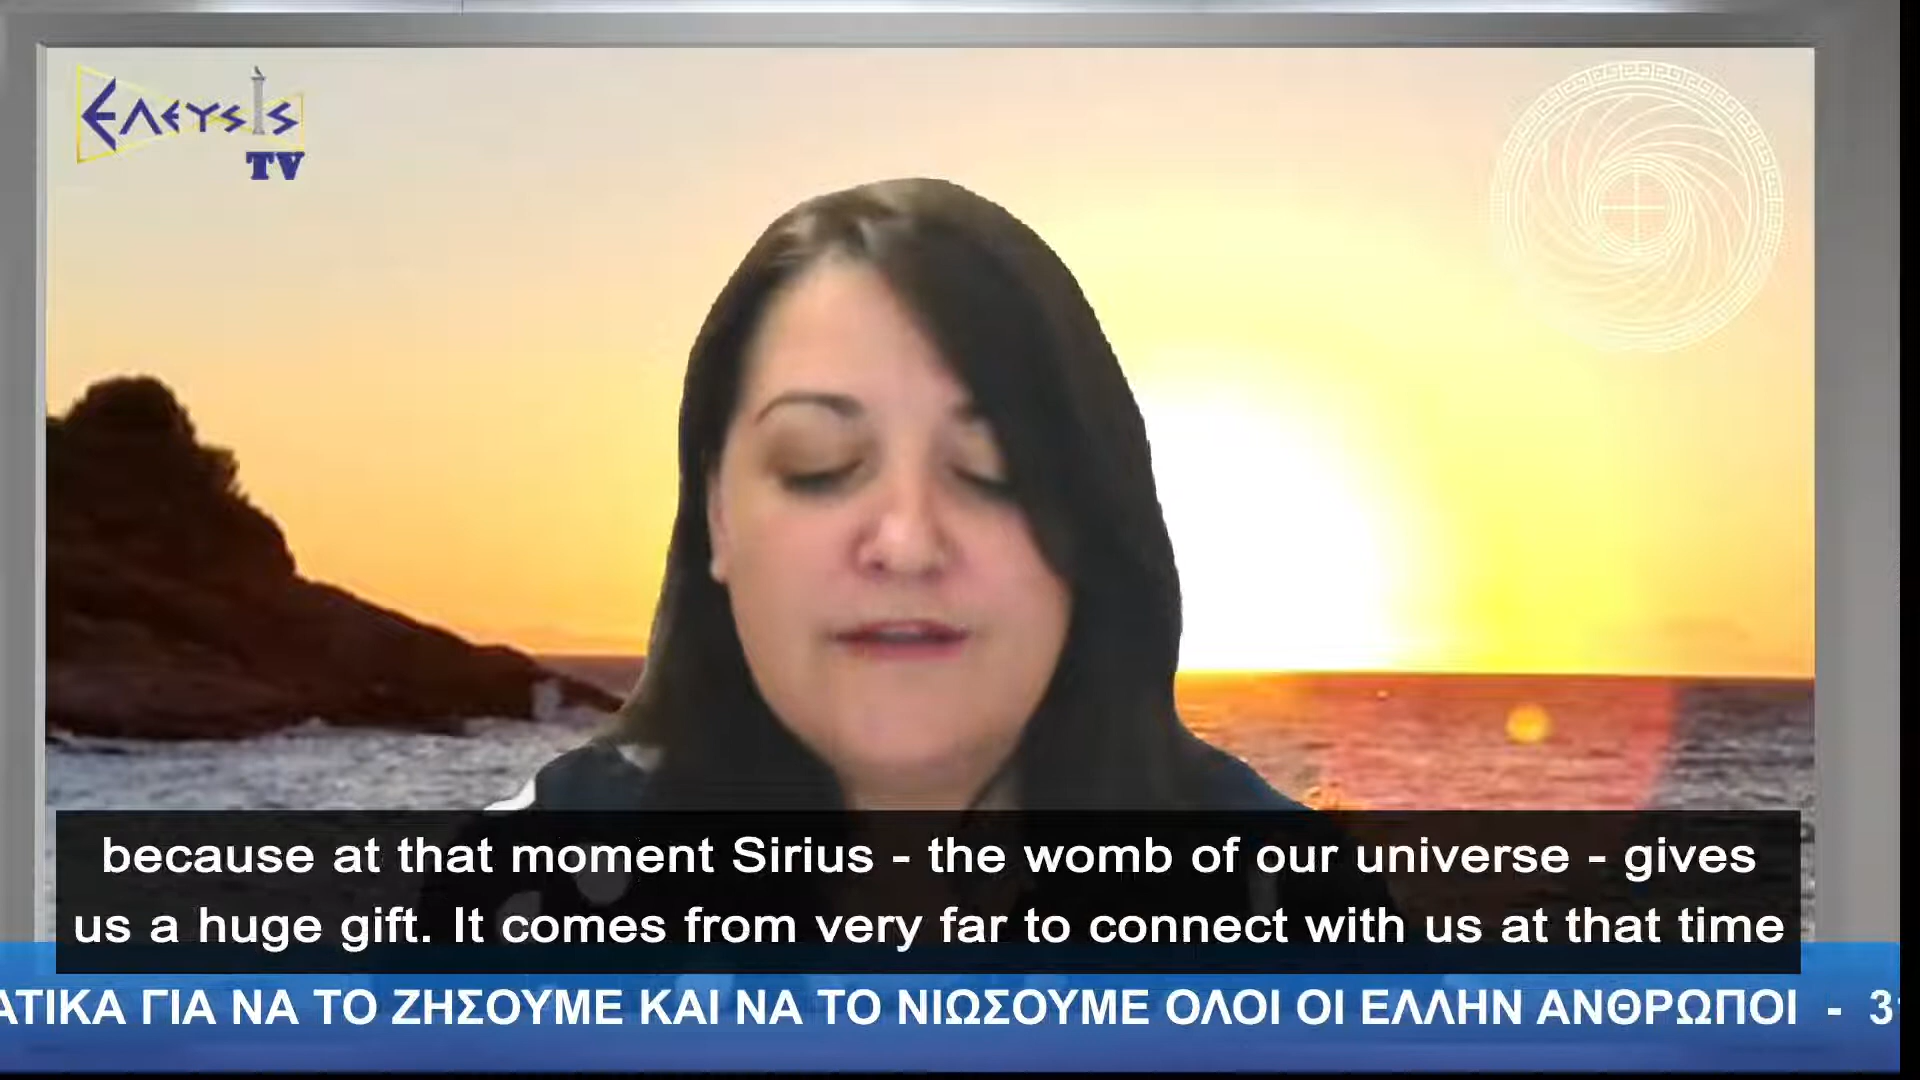 ΕΛΕΥSIS
TV
because at that moment Sirius - the womb of our universe - gives
us a huge gift. It comes from very far to connect with us at that time
ΑΤΙΚΑ ΓΙΑ ΝΑ ΤΟ ΖΗΣΟΥΜΕ ΚΑΙ ΝΑ ΤΟ ΝΙΩΣΟΥΜΕ ΟΛΟΙ ΟΙ ΕΛΛΗΝ ΑΝΘΡΩΠΟΙ - 3